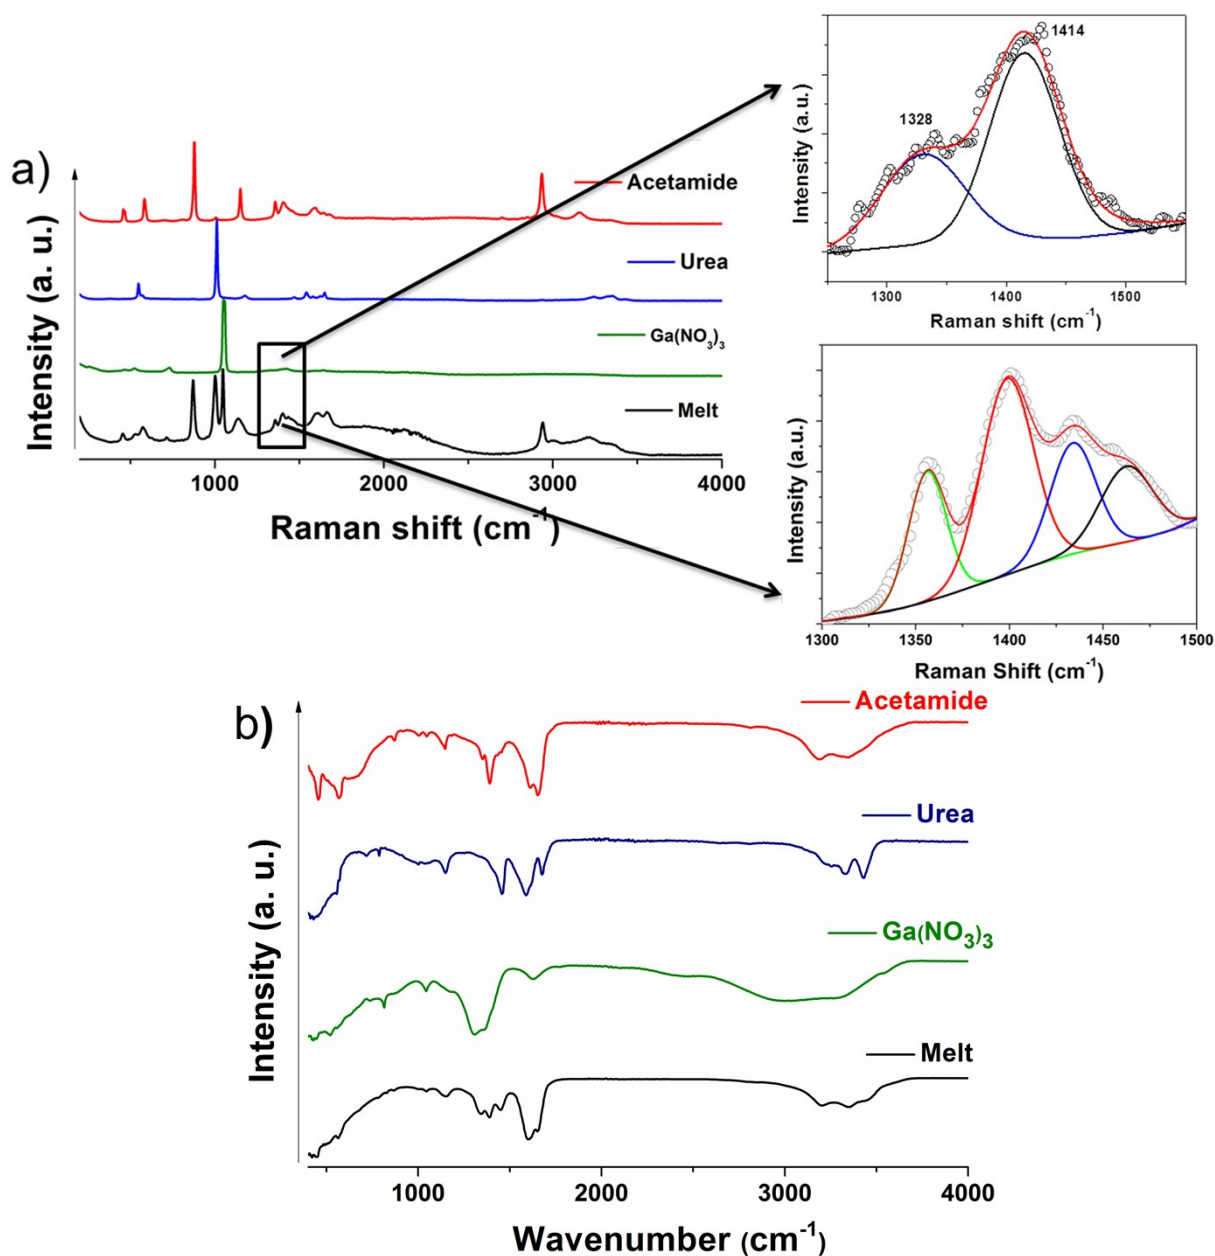 a)
Intensity (a. u.)
Acetamide
Urea
Ga(NO₃)₃
Melt
1000 2000 3000 4000
Raman shift (cm⁻¹)
Intensity (a.u.)
1328
1414
1300 1400 1500
Raman shift (cm⁻¹)
Intensity (a.u.)
1300 1350 1400 1450 1500
Raman Shift (cm⁻¹)
b)
Intensity (a. u.)
Acetamide
Urea
Ga(NO₃)₃
Melt
1000 2000 3000 4000
Wavenumber (cm⁻¹)